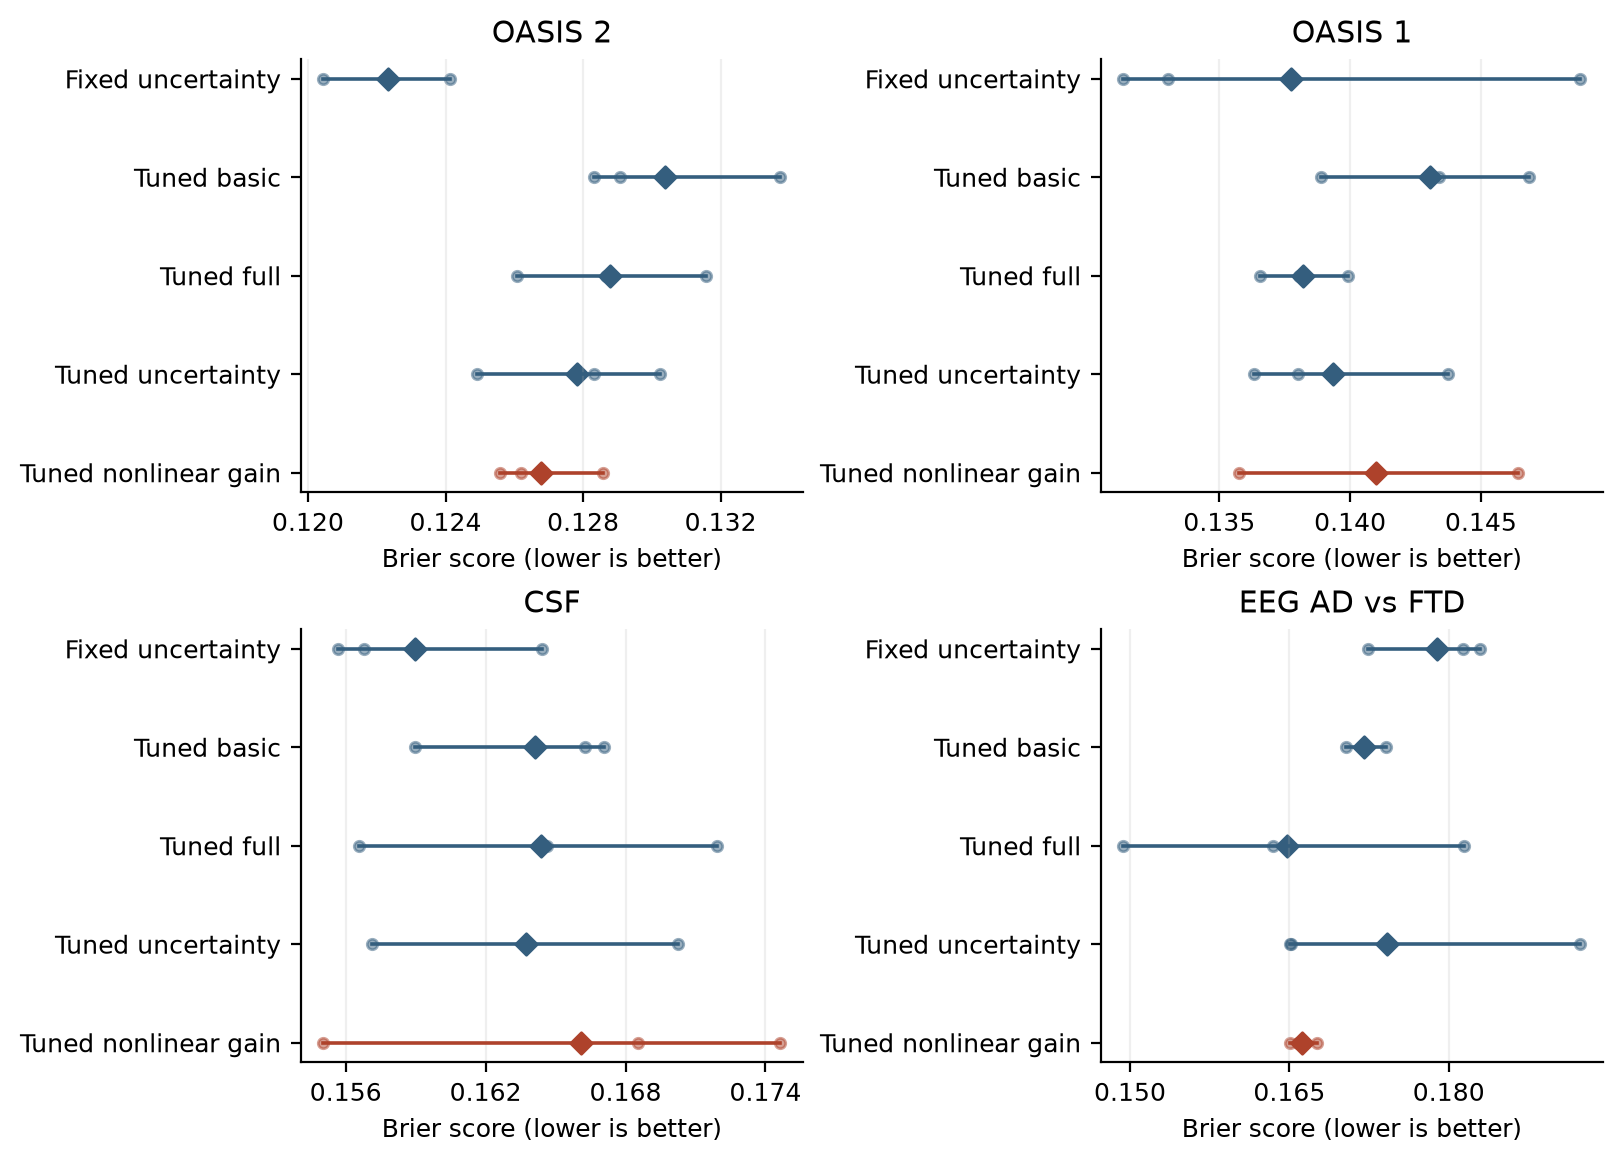 OASIS 2
Fixed uncertainty
Tuned basic
Tuned full
Tuned uncertainty
Tuned nonlinear gain
0.120 0.124 0.128 0.132
Brier score (lower is better)
OASIS 1
Fixed uncertainty
Tuned basic
Tuned full
Tuned uncertainty
Tuned nonlinear gain
0.135 0.140 0.145
Brier score (lower is better)
CSF
Fixed uncertainty
Tuned basic
Tuned full
Tuned uncertainty
Tuned nonlinear gain
0.156 0.162 0.168 0.174
Brier score (lower is better)
EEG AD vs FTD
Fixed uncertainty
Tuned basic
Tuned full
Tuned uncertainty
Tuned nonlinear gain
0.150 0.165 0.180
Brier score (lower is better)